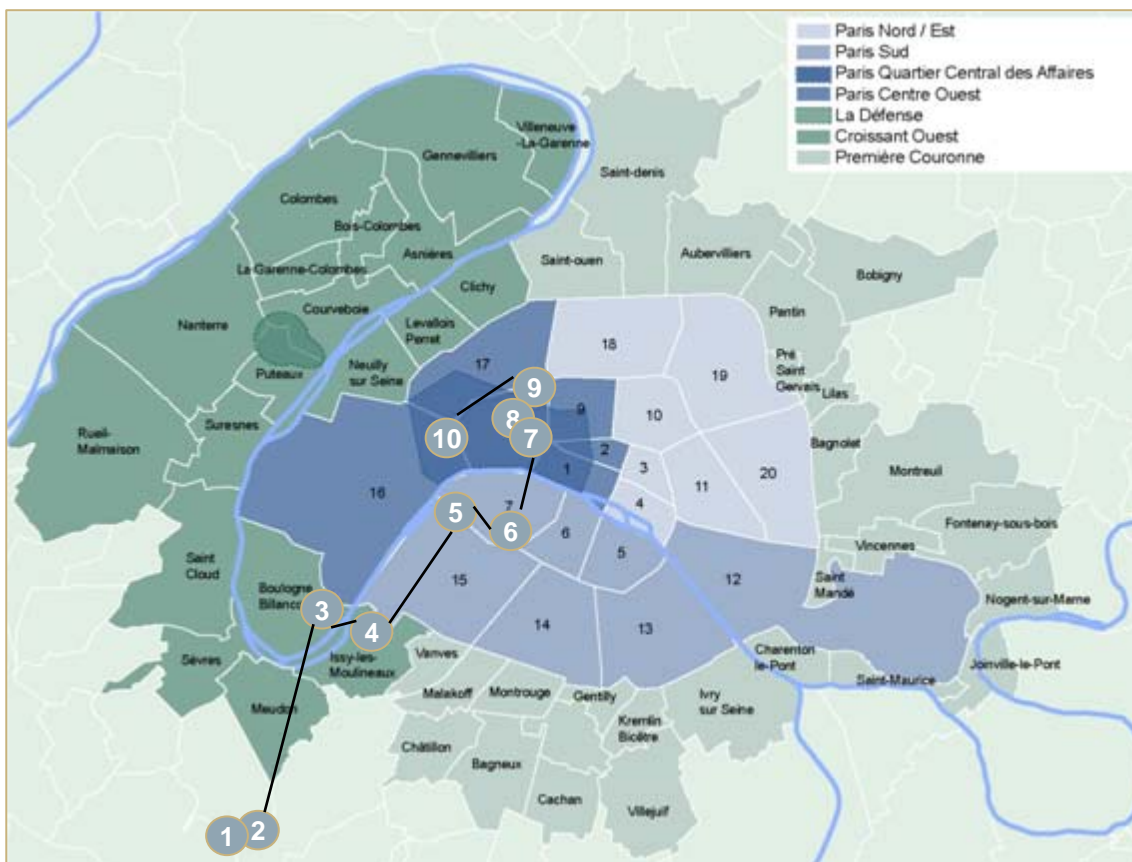 Paris Nord / Est
Paris Sud
Paris Quartier Central des Affaires
Paris Centre Ouest
La Défense
Croissant Ouest
Première Couronne
Villeneuve
-La-Garenne
Gennevilliers
Saint-denis
Colombes
Bois-Colombes
Asnières
Aubervilliers
Saint-ouen
Bobigny
La-Garenne-Colombes
Clichy
Courveboie
Pantin
Nanterre
Levallois
Perret
18
17
Puteaux
Neuilly
sur Seine
Pré
Saint
Gervais
19
Lilas
9
8
9
10
Suresnes
Rueil-
Malmaison
10
7
2
Bagnolet
3
1
20
Montreuil
16
11
4
5
7
6
6
Fontenay-sous-bois
5
Vincennes
Saint
Cloud
15
12
Saint
Mandé
Boulogne
Billanc
3
4
14
13
Nogent-sur-Marne
Sèvres
Issy-les-
Moulineaux
Vanves
Charenton
le-Pont
Joinville-le-Pont
Saint-Maurice
Malakoff
Montrouge
Gentilly
Ivry
sur Seine
Meudon
Kremlin
Bicêtre
Châtillon
Bagneux
Cachan
Villejuif
1
2